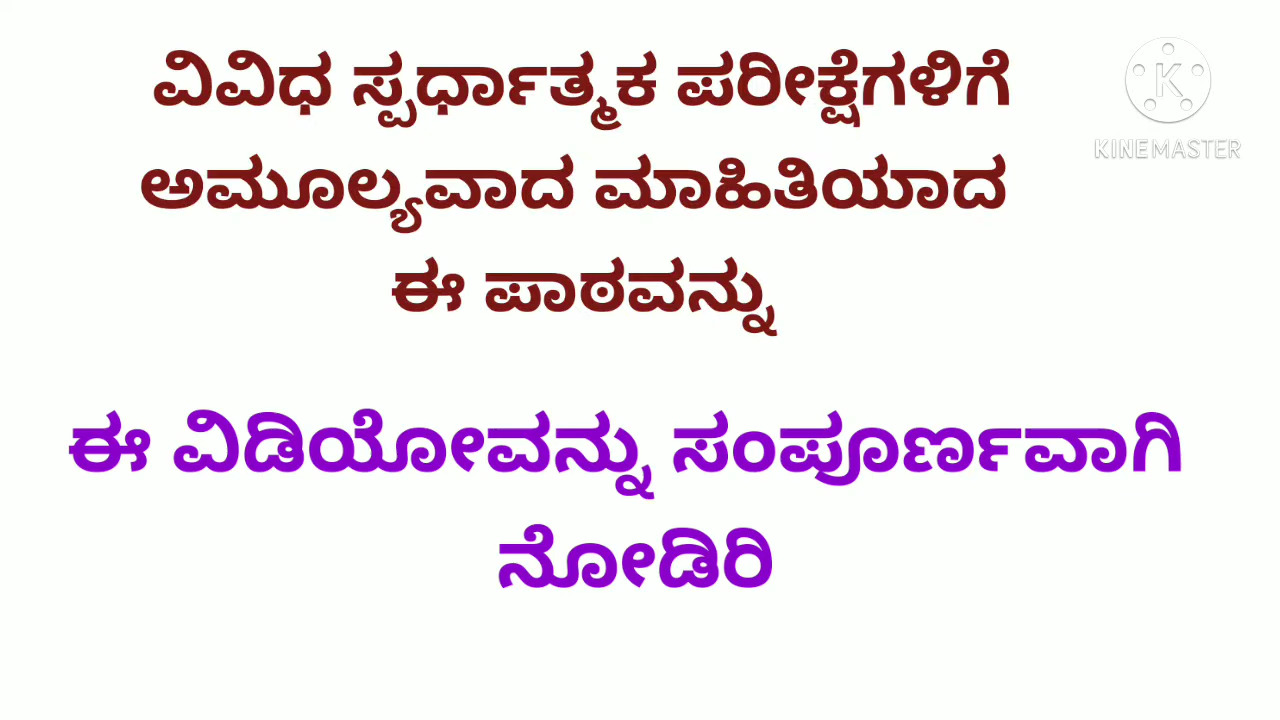 ವಿವಿಧ ಸ್ಪರ್ಧಾತ್ಮಕ ಪರೀಕ್ಷೆಗಳಿಗೆ
KINEMASTER
ಅಮೂಲ್ಯವಾದ ಮಾಹಿತಿಯಾದ
ಈ ಪಾಠವನ್ನು
ಈ ವಿಡಿಯೋವನ್ನು ಸಂಪೂರ್ಣವಾಗಿ
ನೋಡಿರಿ